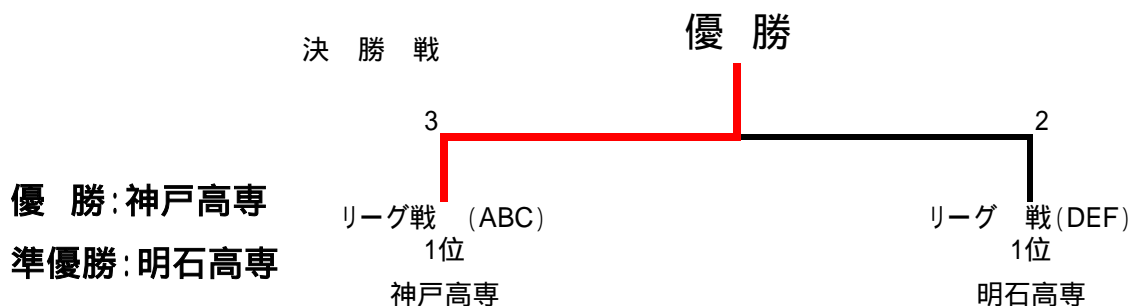 決 勝 戦
優 勝
3
2
優 勝:神戸高専
準優勝:明石高専
リーグ戦 (ABC)
1位
神戸高専
リーグ 戦(DEF)
1位
明石高専